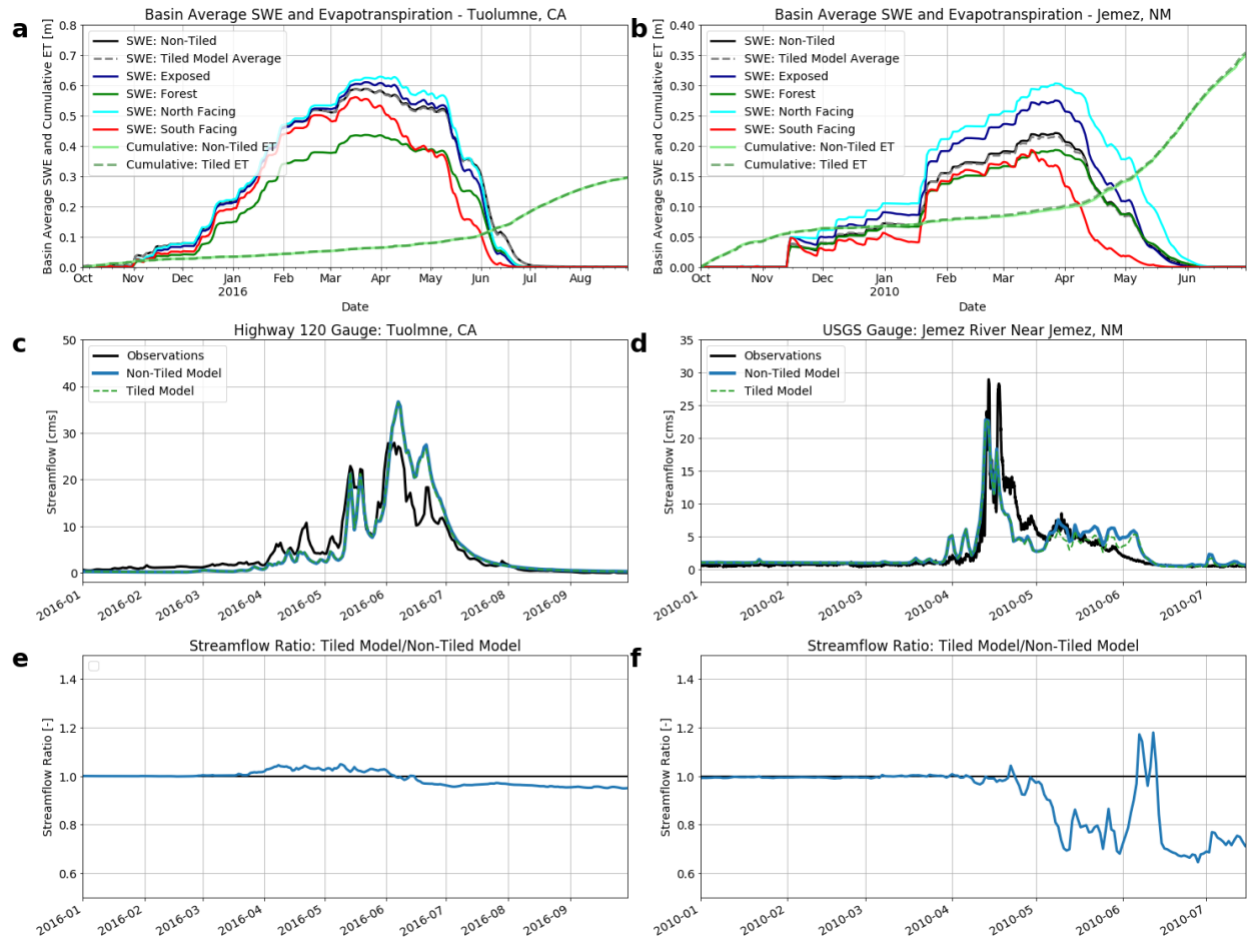 a
Basin Average SWE and Evapotranspiration - Tuolumne, CA
Basin Average SWE and Cumulative ET [m]
0.8
0.7
0.6
0.5
0.4
0.3
0.2
0.1
0.0
SWE: Non-Tiled
SWE: Tiled Model Average
SWE: Exposed
SWE: Forest
SWE: North Facing
SWE: South Facing
Cumulative: Non-Tiled ET
Cumulative: Tiled ET
Oct Nov Dec Jan Feb Mar Apr May Jun Jul Aug
2016
Date
b
Basin Average SWE and Evapotranspiration - Jemez, NM
Basin Average SWE and Cumulative ET [m]
0.40
0.35
0.30
0.25
0.20
0.15
0.10
0.05
0.00
SWE: Non-Tiled
SWE: Tiled Model Average
SWE: Exposed
SWE: Forest
SWE: North Facing
SWE: South Facing
Cumulative: Non-Tiled ET
Cumulative: Tiled ET
Oct Nov Dec Jan Feb Mar Apr May Jun
2010
Date
c
Highway 120 Gauge: Tuolmne, CA
Streamflow [cms]
50
40
30
20
10
0
Observations
Non-Tiled Model
Tiled Model
2016-01 2016-02 2016-03 2016-04 2016-05 2016-06 2016-07 2016-08 2016-09
d
USGS Gauge: Jemez River Near Jemez, NM
Streamflow [cms]
35
30
25
20
15
10
5
0
Observations
Non-Tiled Model
Tiled Model
2010-01 2010-02 2010-03 2010-04 2010-05 2010-06 2010-07
e
Streamflow Ratio: Tiled Model/Non-Tiled Model
Streamflow Ratio [-]
1.4
1.2
1.0
0.8
0.6
2016-01 2016-02 2016-03 2016-04 2016-05 2016-06 2016-07 2016-08 2016-09
f
Streamflow Ratio: Tiled Model/Non-Tiled Model
Streamflow Ratio [-]
1.4
1.2
1.0
0.8
0.6
2010-01 2010-02 2010-03 2010-04 2010-05 2010-06 2010-07